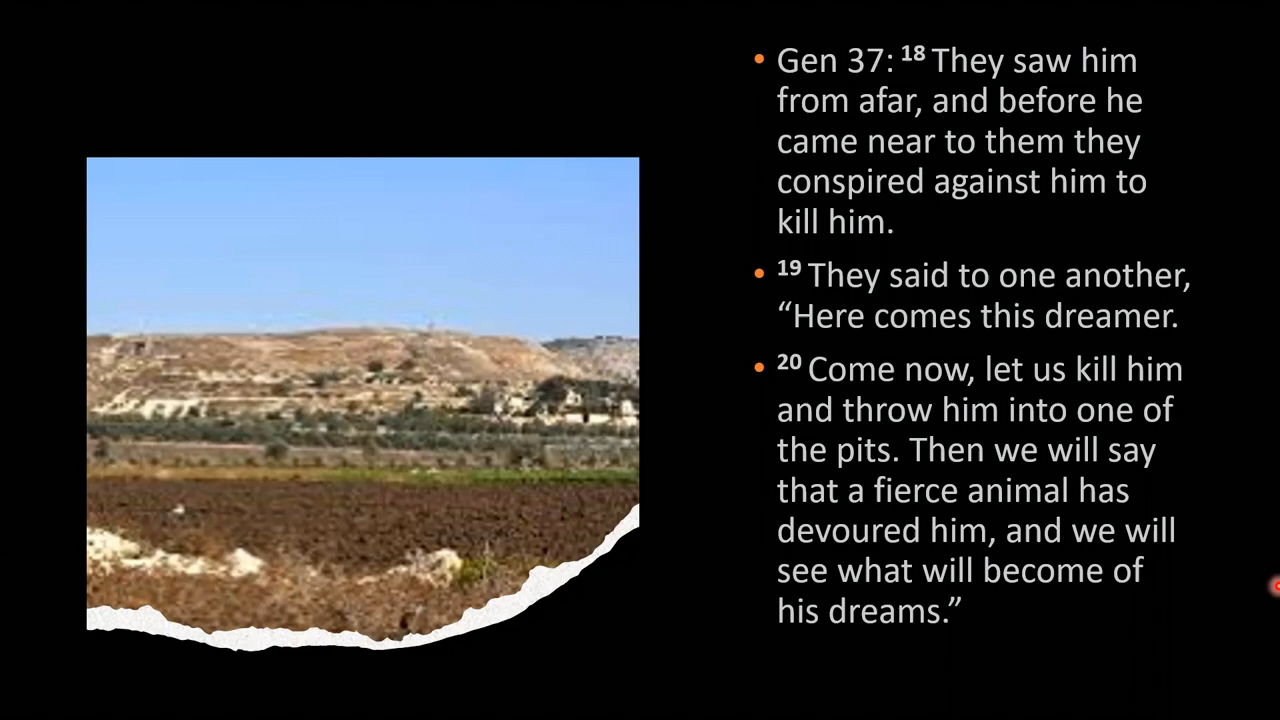 • Gen 37: 18 They saw him
from afar, and before he
came near to them they
conspired against him to
kill him.
• 19 They said to one another,
“Here comes this dreamer.
• 20 Come now, let us kill him
and throw him into one of
the pits. Then we will say
that a fierce animal has
devoured him, and we will
see what will become of
his dreams.”